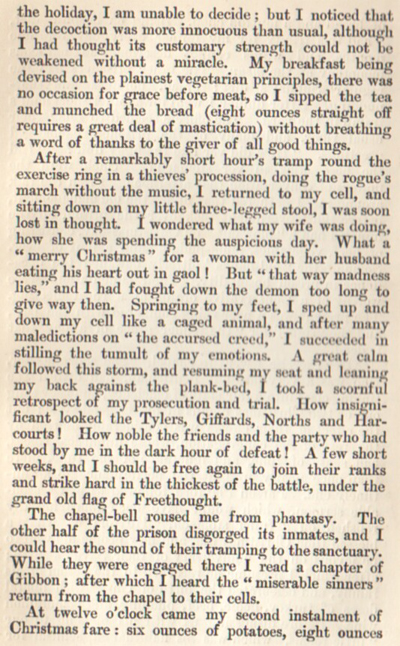 the holiday, I am unable to decide; but I noticed that
the decoction was more innocuous than usual, although
I had thought its customary strength could not be
weakened without a miracle. My breakfast being
devised on the plainest vegetarian principles, there was
no occasion for grace before meat, so I sipped the tea
and munched the bread (eight ounces straight off
requires a great deal of mastication) without breathing
a word of thanks to the giver of all good things.
After a remarkably short hour's tramp round the
exercise ring in a thieves' procession, doing the rogue's
march without the music, I returned to my cell, and
sitting down on my little three-legged stool, I was soon
lost in thought. I wondered what my wife was doing,
how she was spending the auspicious day. What a
"merry Christmas" for a woman with her husband
eating his heart out in gaol! But "that way madness
lies," and I had fought down the demon too long to
give way then. Springing to my feet, I sped up and
down my cell like a caged animal, and after many
maledictions on "the accursed creed," I succeeded in
stilling the tumult of my emotions. A great calm
followed this storm, and resuming my seat and leaning
my back against the plank-bed, I took a scornful
retrospect of my prosecution and trial. How insigni-
ficant looked the Tylers, Giffards, Norths and Har-
courts! How noble the friends and the party who had
stood by me in the dark hour of defeat! A few short
weeks, and I should be free again to join their ranks
and strike hard in the thickest of the battle, under the
grand old flag of Freethought.
The chapel-bell roused me from phantasy. The
other half of the prison disgorged its inmates, and I
could hear the sound of their tramping to the sanctuary.
While they were engaged there I read a chapter of
Gibbon; after which I heard the "miserable sinners"
return from the chapel to their cells.
At twelve o'clock came my second instalment of
Christmas fare: six ounces of potatoes, eight ounces